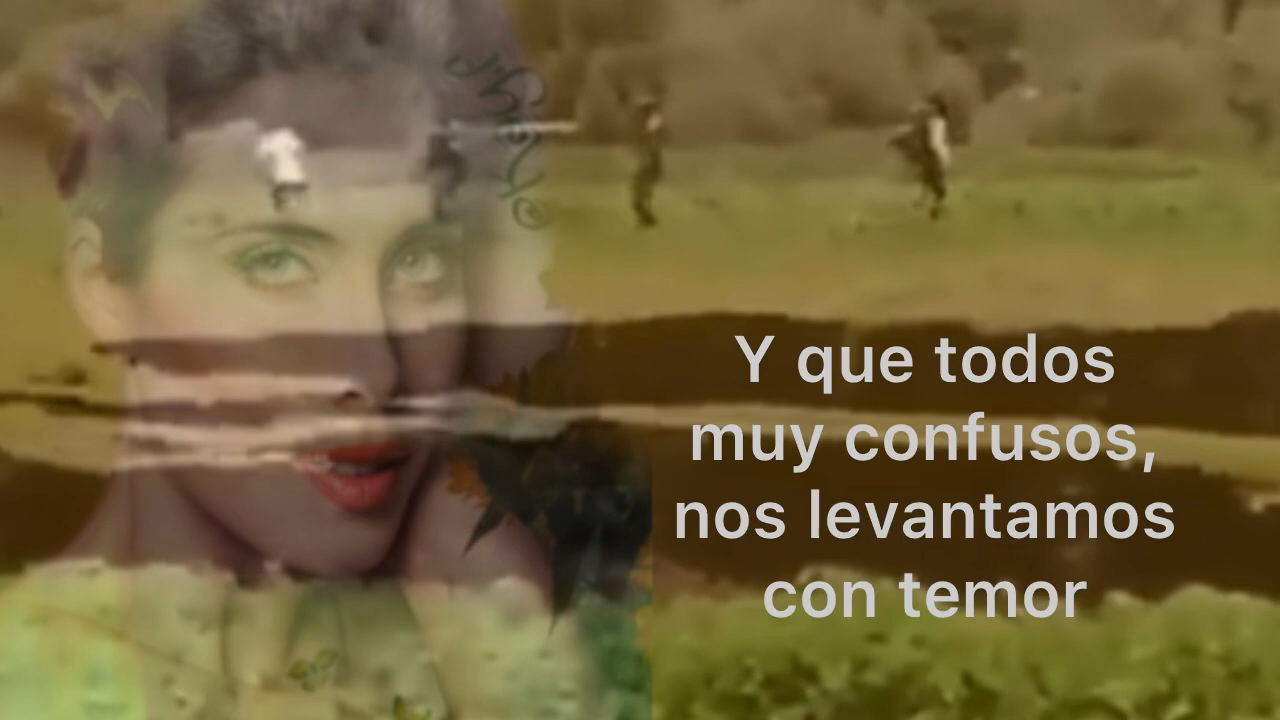 Y que todos
muy confusos,
nos levantamos
con temor